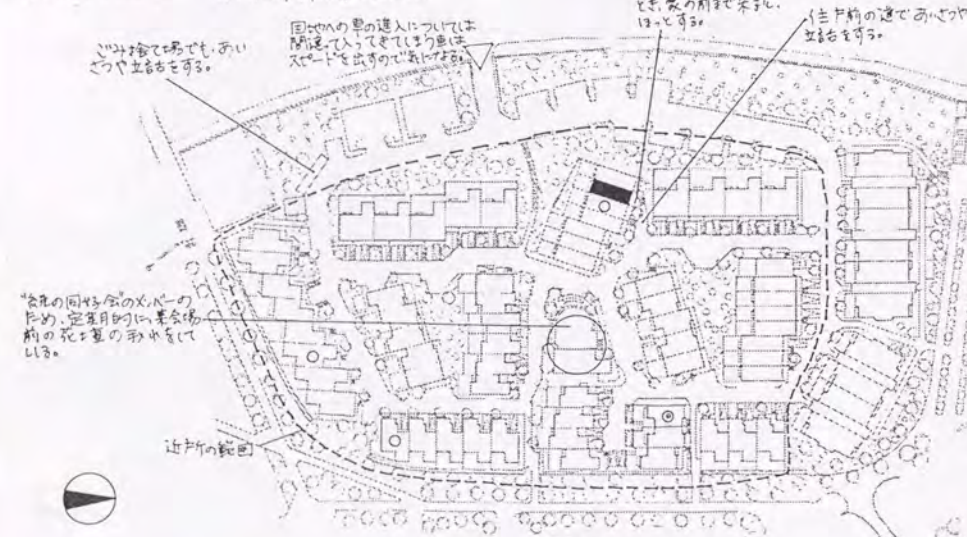 とき、家の前まで来ると、
ほっとする。
団地への車の進入については
間違って入ってきてしまう車は
スピードを出すので気になる。
住戸前の道であいさつや
立話をする。
ごみ捨て場でも、あい
さつや立話をする。
"会の同好会"のメンバーの
ため、定期的に、集会場
前の花壇の手入れをして
いる。
近所の範囲